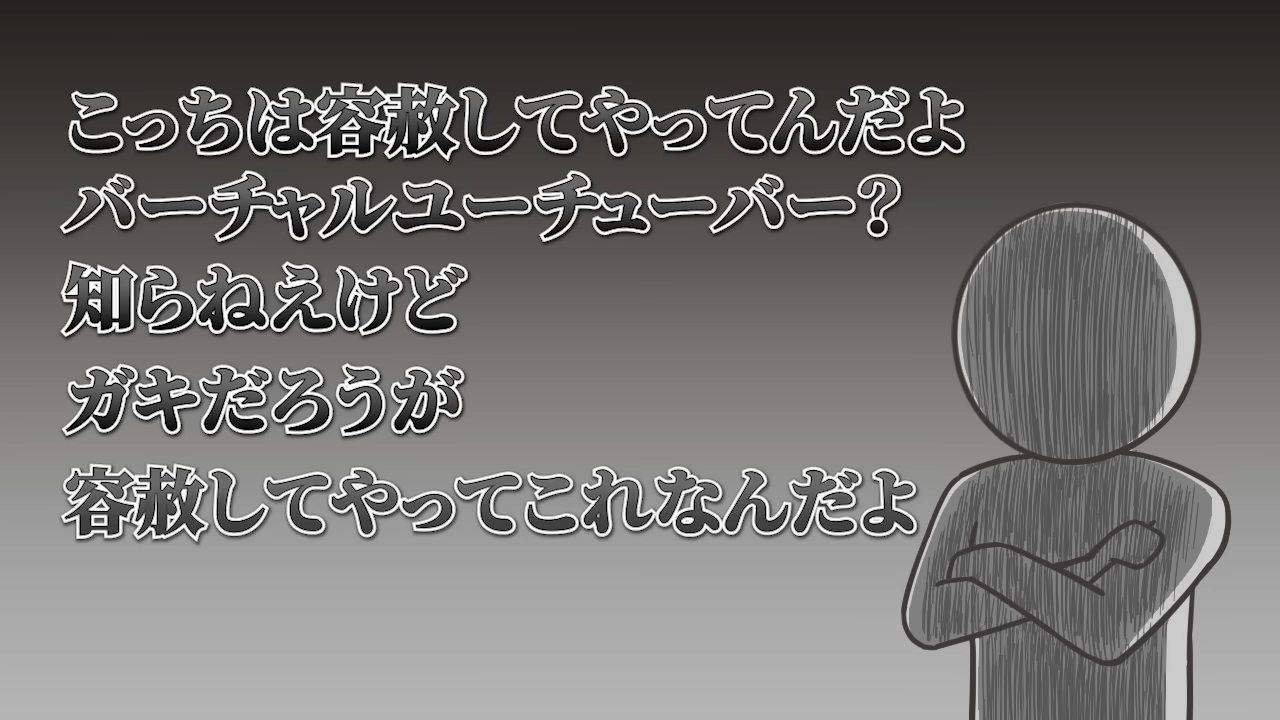 こっちは容赦してやってんだよ
バーチャルユーチューバー？
知らねえけど
ガキだろうが
容赦してやってこれなんだよ